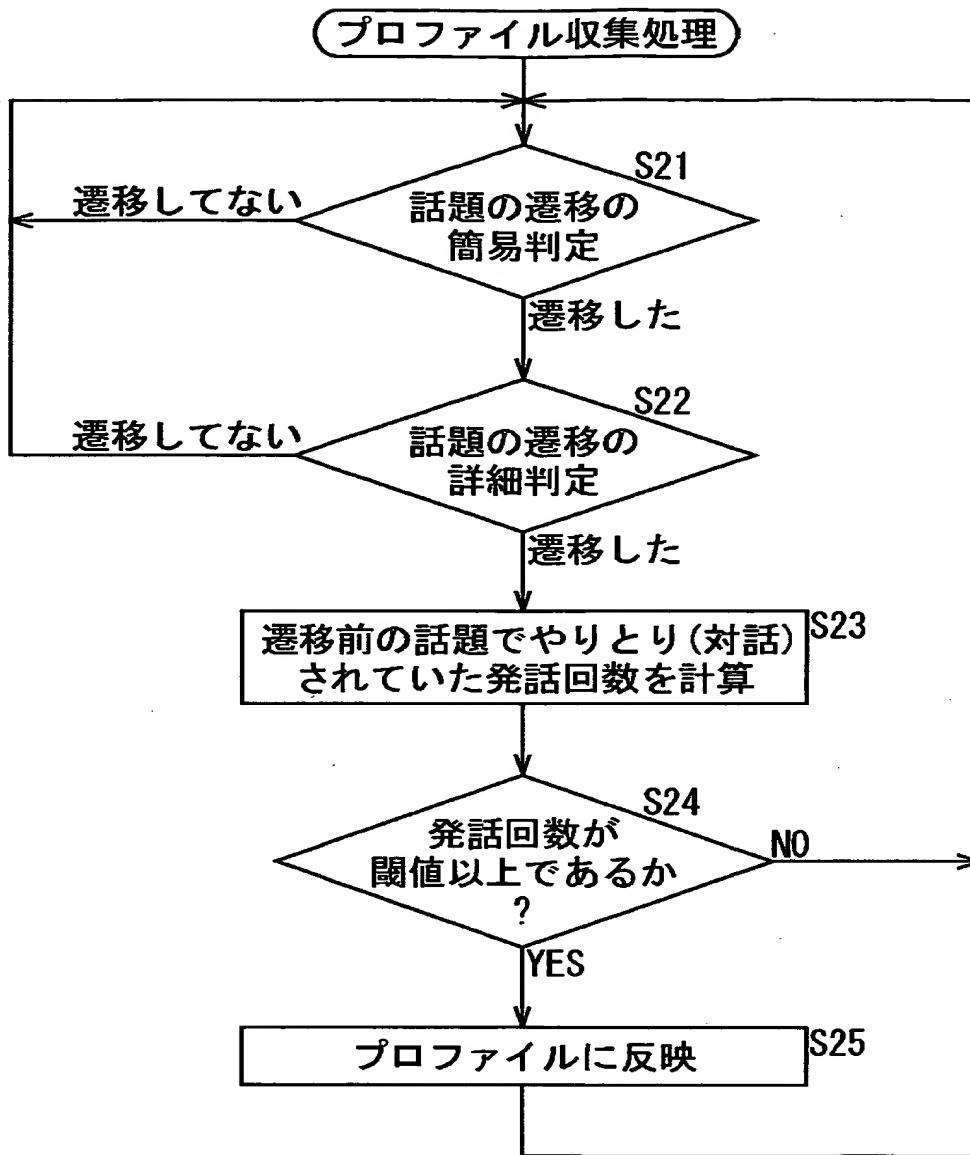 プロファイル収集処理
S21
遷移してない
話題の遷移の
簡易判定
遷移した
S22
遷移してない
話題の遷移の
詳細判定
遷移した
S23
遷移前の話題でやりとり(対話)
されていた発話回数を計算
S24
発話回数が
閾値以上であるか
?
NO
YES
S25
プロファイルに反映